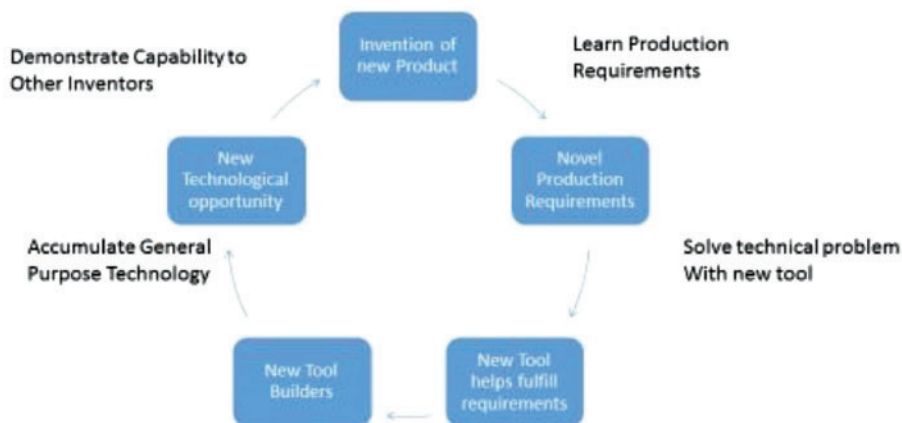 Invention of
new Product
Learn Production
Requirements
Novel
Production
Requirements
Solve technical problem
With new tool
New Tool
helps fulfill
requirements
New Tool
Builders
Accumulate General
Purpose Technology
New
Technological
opportunity
Demonstrate Capability to
Other Inventors